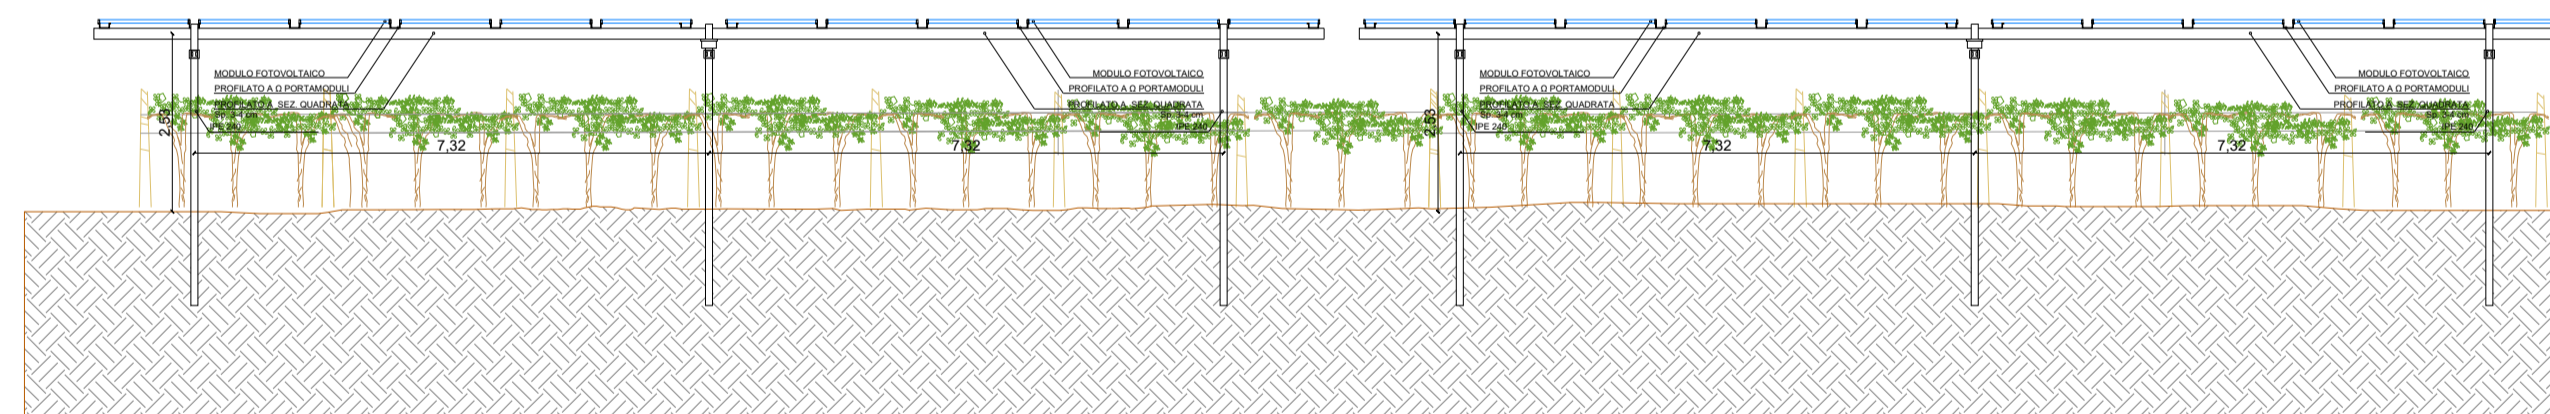 MODULO FOTOVOLTAICO
PROFILATO A Ω PORTAMODULI
PROFILATO A SEZ. QUADRATA
Sp. 3-4 cm
IPE 240
2,53
7,32
MODULO FOTOVOLTAICO
PROFILATO A Ω PORTAMODULI
PROFILATO A SEZ. QUADRATA
Sp. 3-4 cm
IPE 240
7,32
MODULO FOTOVOLTAICO
PROFILATO A Ω PORTAMODULI
PROFILATO A SEZ. QUADRATA
Sp. 3-4 cm
IPE 240
2,53
7,32
MODULO FOTOVOLTAICO
PROFILATO A Ω PORTAMODULI
PROFILATO A SEZ. QUADRATA
Sp. 3-4 cm
IPE 240
7,32